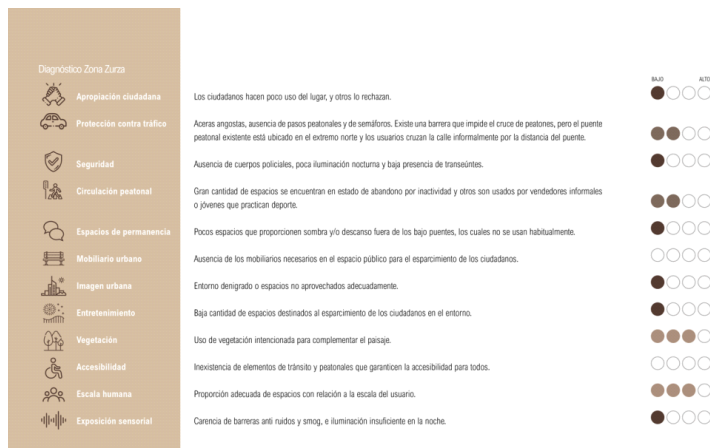 Diagnóstico Zona Zurza
BAJO ALTO
Apropiación ciudadana Los ciudadanos hacen poco uso del lugar, y otros lo rechazan.
Protección contra tráfico Aceras angostas, ausencia de pasos peatonales y de semáforos. Existe una barrera que impide el cruce de peatones, pero el puente
peatonal existente está ubicado en el extremo norte y los usuarios cruzan la calle informalmente por la distancia del puente.
Seguridad Ausencia de cuerpos policiales, poca iluminación nocturna y baja presencia de transeúntes.
Circulación peatonal Gran cantidad de espacios se encuentran en estado de abandono por inactividad y otros son usados por vendedores informales
o jóvenes que practican deporte.
Espacios de permanencia Pocos espacios que proporcionen sombra y/o descanso fuera de los bajo puentes, los cuales no se usan habitualmente.
Mobiliario urbano Ausencia de los mobiliarios necesarios en el espacio público para el esparcimiento de los ciudadanos.
Imagen urbana Entorno denigrado o espacios no aprovechados adecuadamente.
Entretenimiento Baja cantidad de espacios destinados al esparcimiento de los ciudadanos en el entorno.
Vegetación Uso de vegetación intencionada para complementar el paisaje.
Accesibilidad Inexistencia de elementos de tránsito y peatonales que garanticen la accesibilidad para todos.
Escala humana Proporción adecuada de espacios con relación a la escala del usuario.
Exposición sensorial Carencia de barreras anti ruidos y smog, e iluminación insuficiente en la noche.